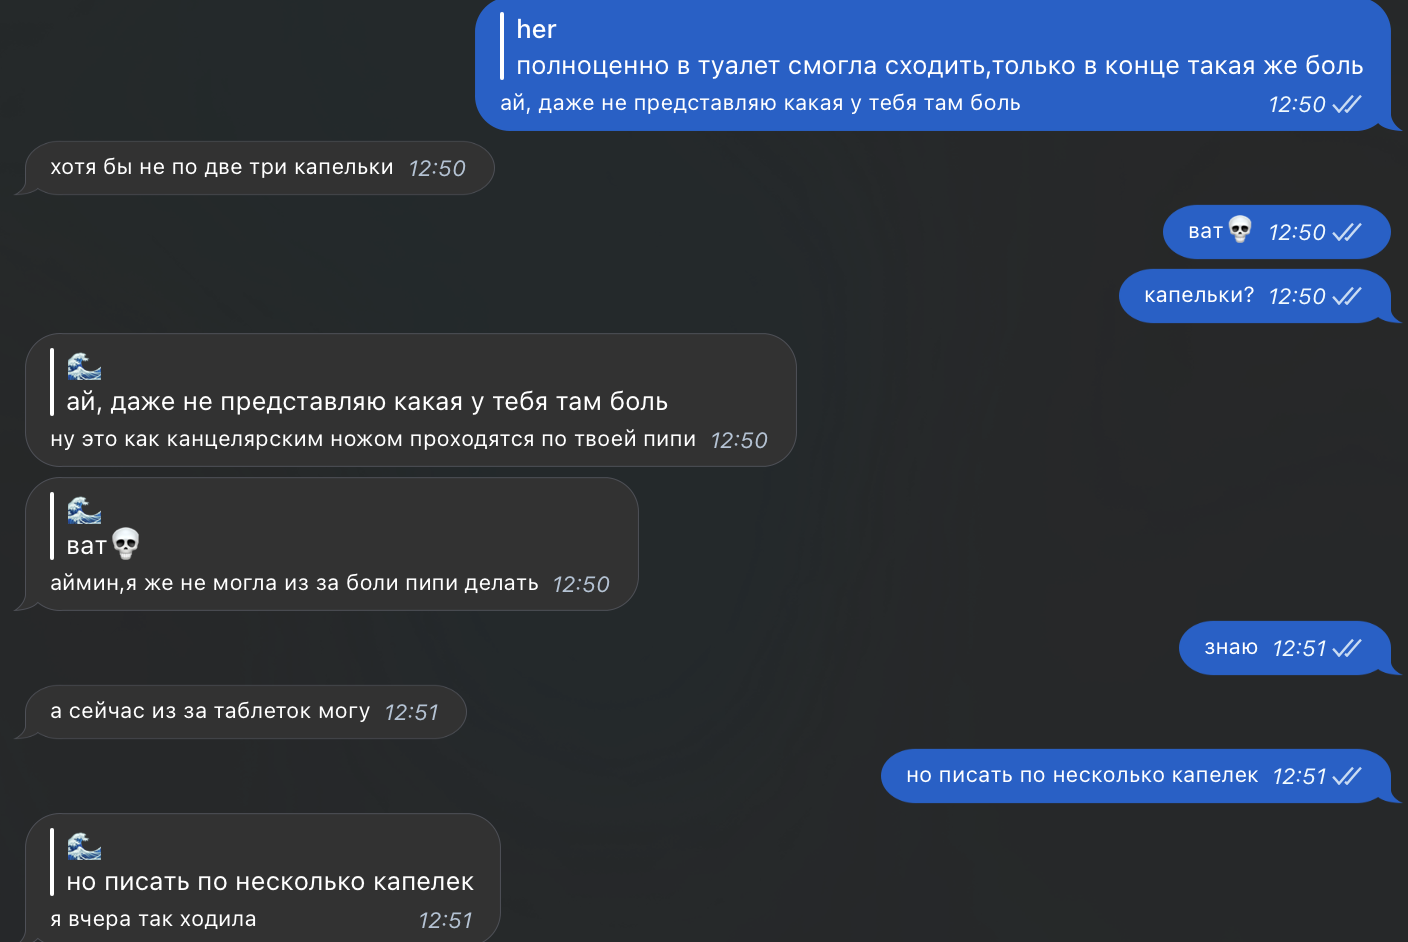 her
полноценно в туалет смогла сходить,только в конце такая же боль
ай, даже не представляю какая у тебя там боль 12:50
хотя бы не по две три капельки 12:50
ват💀 12:50
капельки? 12:50
🌊
ай, даже не представляю какая у тебя там боль
ну это как канцелярским ножом проходятся по твоей пипи 12:50
🌊
ват💀
аймин,я же не могла из за боли пипи делать 12:50
знаю 12:51
а сейчас из за таблеток могу 12:51
но писать по несколько капелек 12:51
🌊
но писать по несколько капелек
я вчера так ходила 12:51